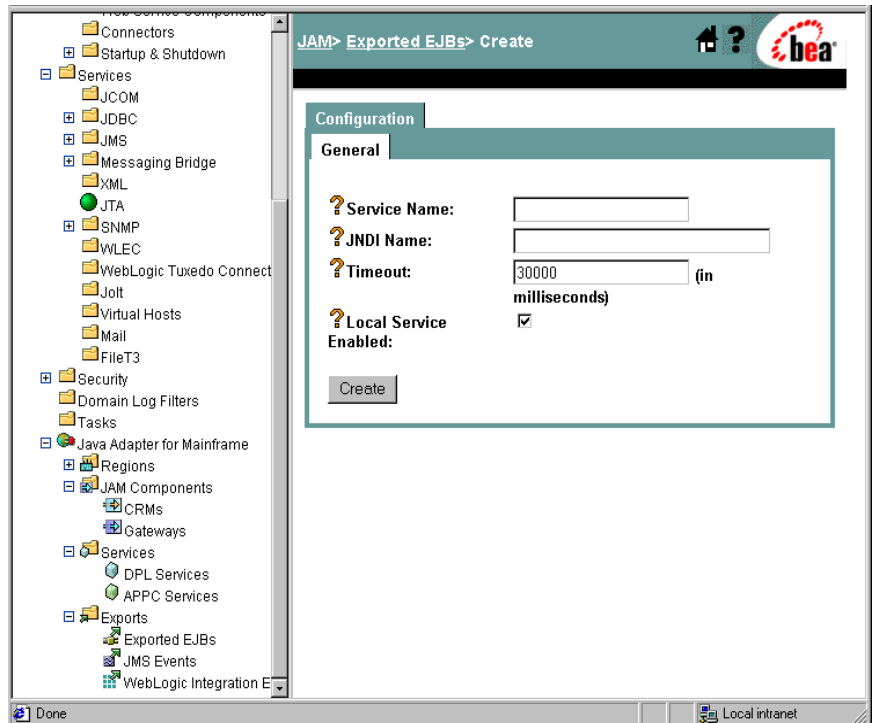 Web Service Components
Connectors
Startup & Shutdown
Services
JCOM
JDBC
JMS
Messaging Bridge
XML
JTA
SNMP
WLEC
WebLogic Tuxedo Connect
Jolt
Virtual Hosts
Mail
FileT3
Security
Domain Log Filters
Tasks
Java Adapter for Mainframe
Regions
JAM Components
CRMs
Gateways
Services
DPL Services
APPC Services
Exports
Exported EJBs
JMS Events
WebLogic Integration E
JAM> Exported EJBs> Create
? bea
Configuration
General
?Service Name:
?JNDI Name:
?Timeout: 30000 (in
milliseconds)
?Local Service
Enabled:
Create
Done
Local intranet